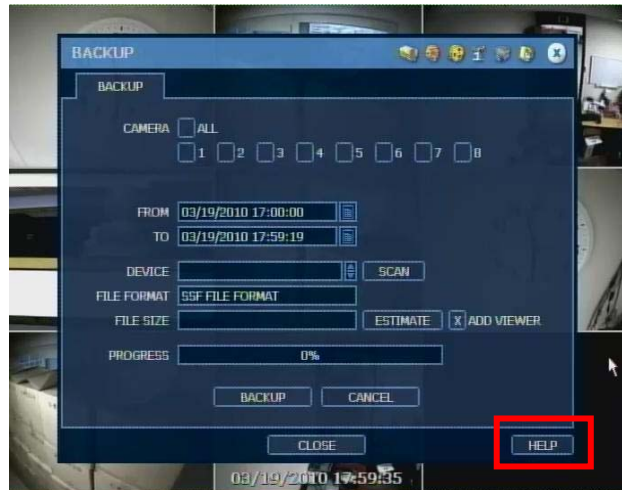 BACKUP
BACKUP
CAMERA ALL
1 2 3 4 5 6 7 8
FROM 03/19/2010 17:00:00
TO 03/19/2010 17:59:19
DEVICE SCAN
FILE FORMAT SSF FILE FORMAT
FILE SIZE ESTIMATE X ADD VIEWER
PROGRESS 0%
BACKUP CANCEL
CLOSE HELP
03/19/2010 17:59:35